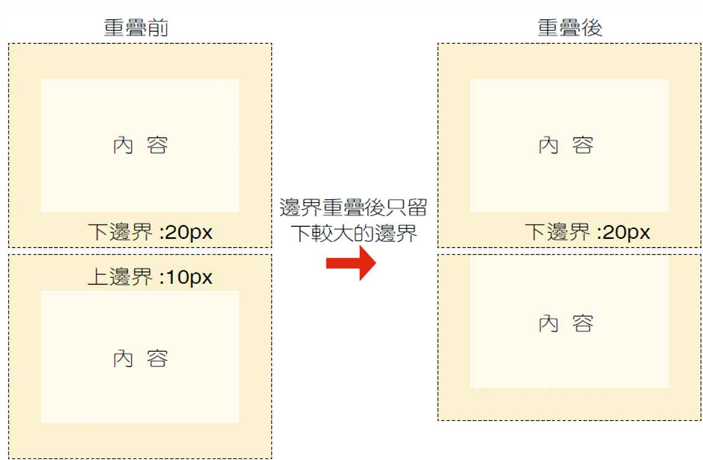 重疊前
內 容
下邊界 :20px
上邊界 :10px
內 容
邊界重疊後只留
下較大的邊界
重疊後
內 容
下邊界 :20px
內 容